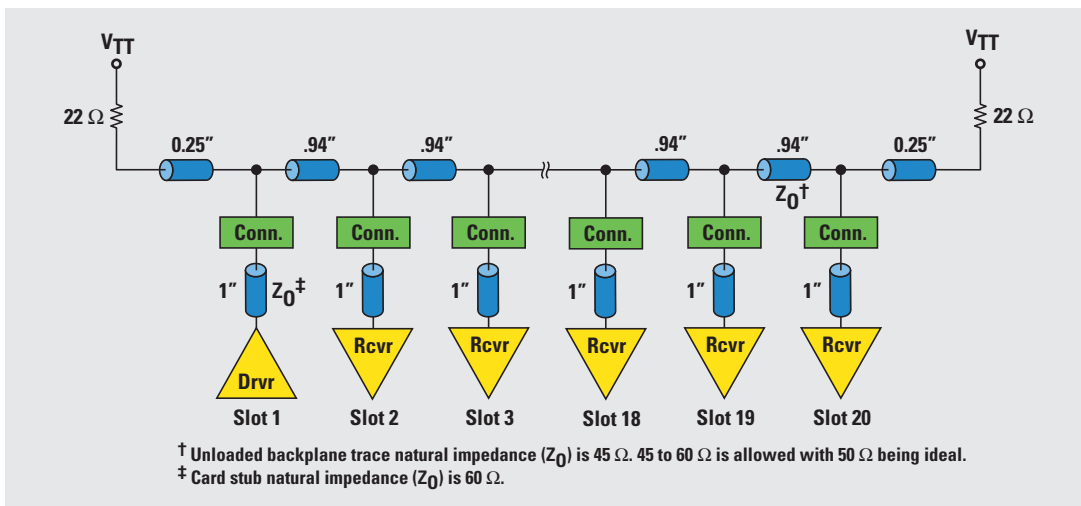 VTT
VTT
22 Ω
22 Ω
0.25″
.94″
.94″
.94″
.94″
0.25″
Z0†
Conn.
Conn.
Conn.
Conn.
Conn.
Conn.
1″
Z0‡
1″
1″
1″
1″
1″
Drvr
Rcvr
Rcvr
Rcvr
Rcvr
Rcvr
Slot 1
Slot 2
Slot 3
Slot 18
Slot 19
Slot 20
† Unloaded backplane trace natural impedance (Z0) is 45 Ω. 45 to 60 Ω is allowed with 50 Ω being ideal.
‡ Card stub natural impedance (Z0) is 60 Ω.